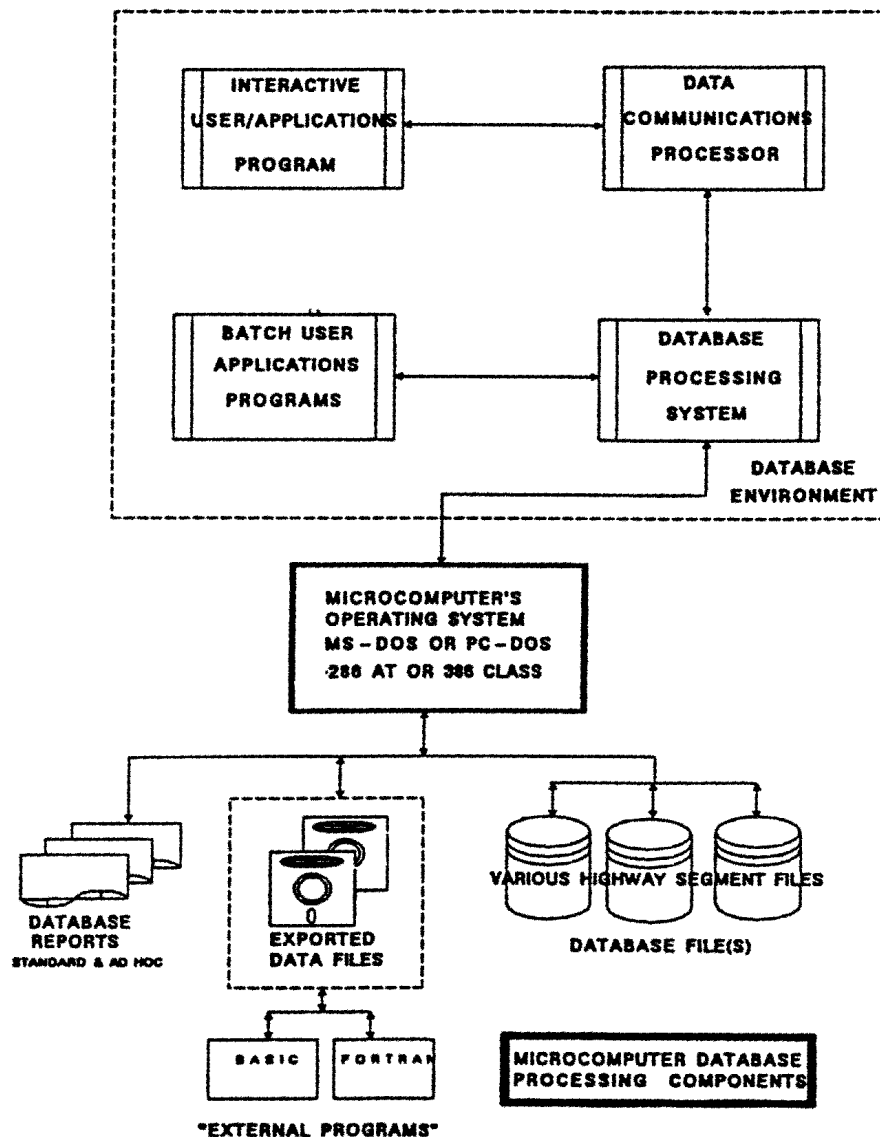 INTERACTIVE
USER/APPLICATIONS
PROGRAM
DATA
COMMUNICATIONS
PROCESSOR
BATCH USER
APPLICATIONS
PROGRAMS
DATABASE
PROCESSING
SYSTEM
DATABASE
ENVIRONMENT
MICROCOMPUTER'S
OPERATING SYSTEM
MS-DOS OR PC-DOS
-286 AT OR 386 CLASS
DATABASE
REPORTS
STANDARD & AD HOC
EXPORTED
DATA FILES
VARIOUS HIGHWAY SEGMENT FILES
DATABASE FILE(S)
BASIC
FORTRAN
"EXTERNAL PROGRAMS"
MICROCOMPUTER DATABASE
PROCESSING COMPONENTS